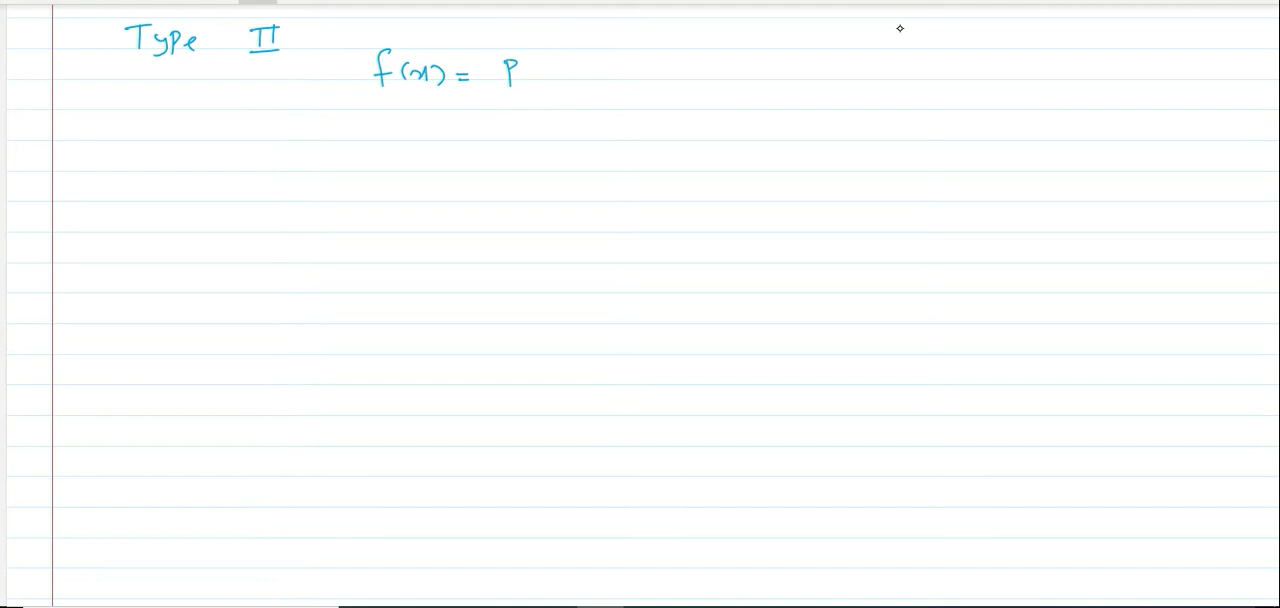 Type II
f(x) = P